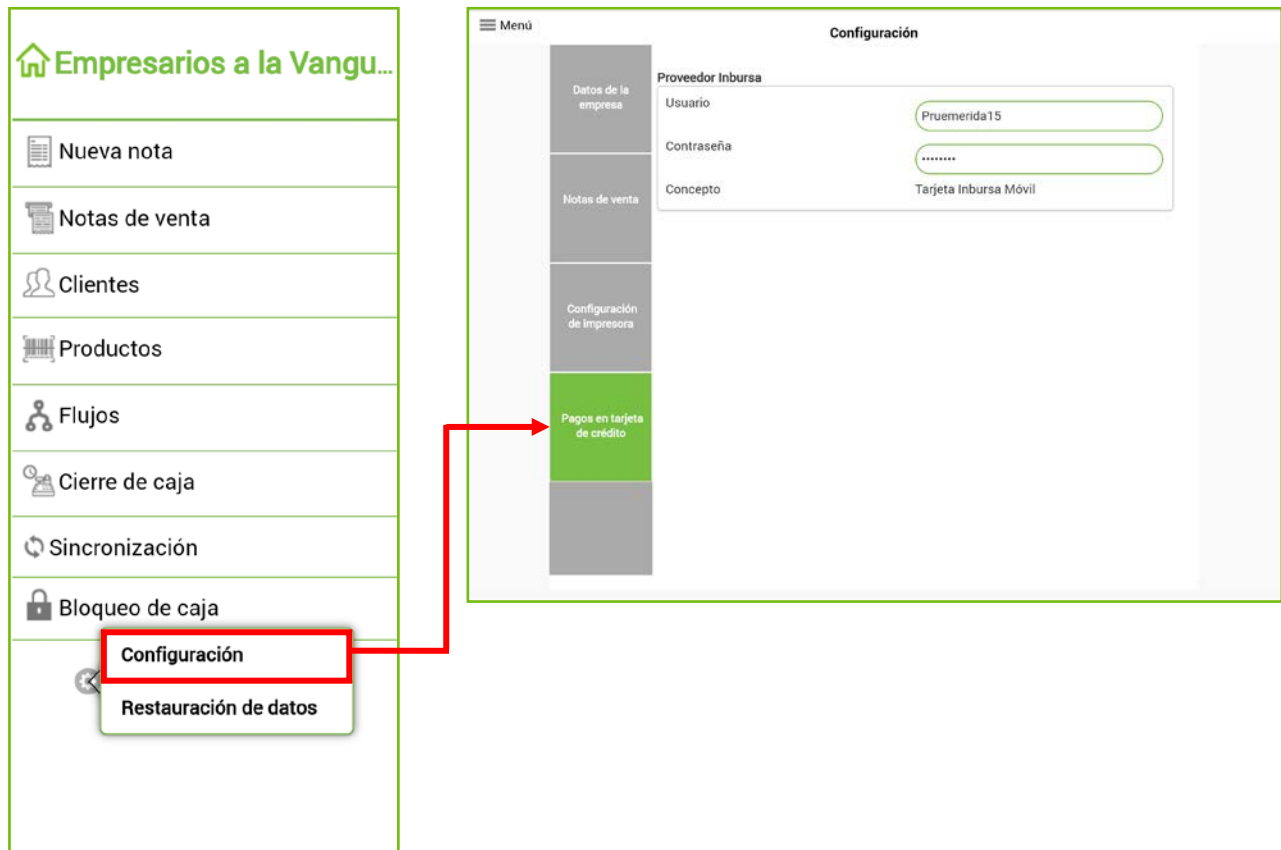 Empresarios a la Vangu...
Nueva nota
Notas de venta
Clientes
Productos
Flujos
Cierre de caja
Sincronización
Bloqueo de caja
Configuración
Restauración de datos
Menú
Configuración
Datos de la
empresa
Notas de venta
Configuración
de impresora
Pagos en tarjeta
de crédito
Proveedor Inbursa
Usuario
Pruemerida15
Contraseña
••••••••
Concepto
Tarjeta Inbursa Móvil